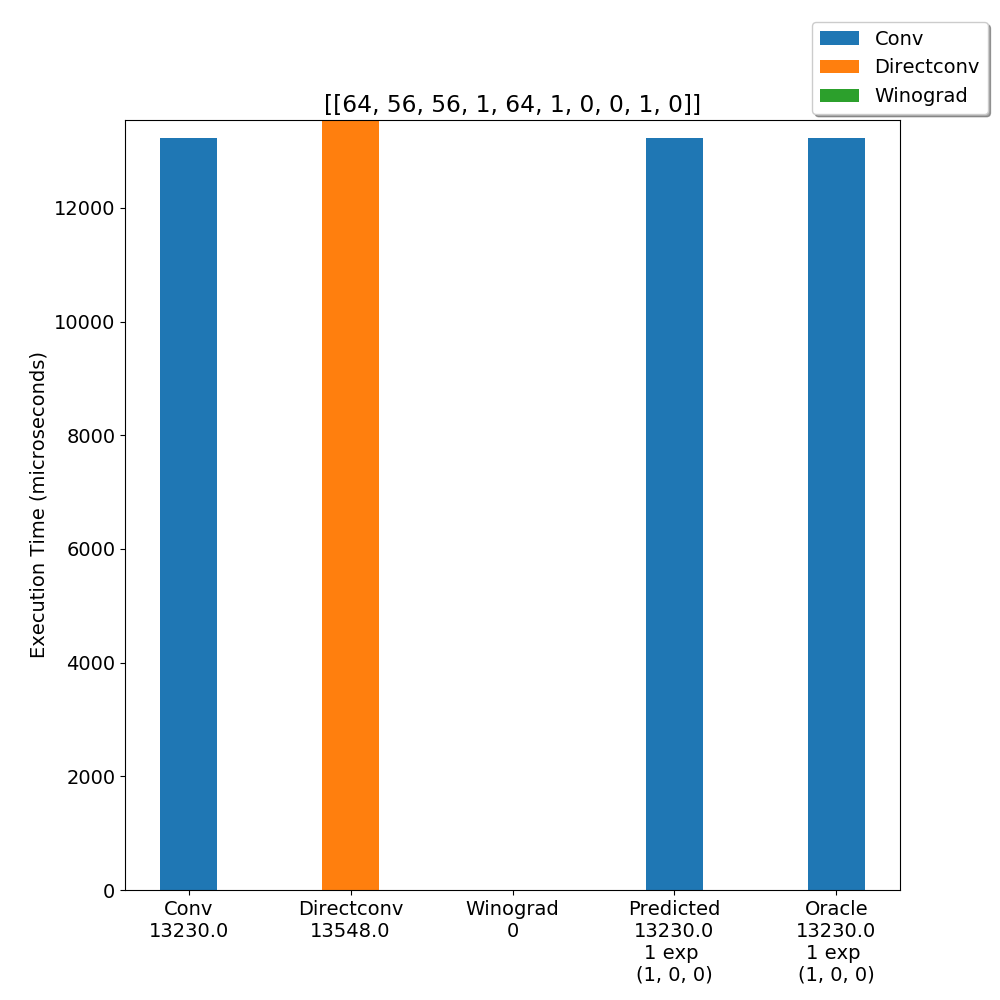 Conv
Directconv
Winograd
[[64, 56, 56, 1, 64, 1, 0, 0, 1, 0]]
Execution Time (microseconds)
12000
10000
8000
6000
4000
2000
0
Conv
13230.0
Directconv
13548.0
Winograd
0
Predicted
13230.0
1 exp
(1, 0, 0)
Oracle
13230.0
1 exp
(1, 0, 0)